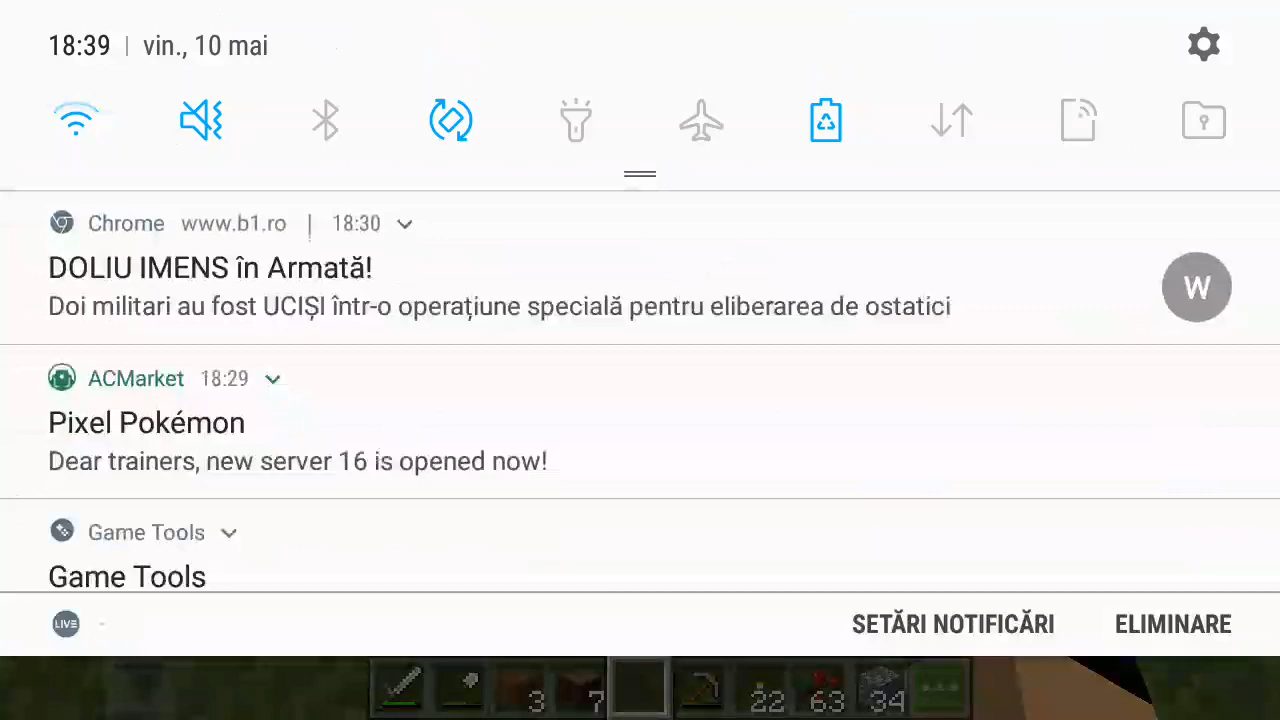 18:39 | vin., 10 mai
Chrome www.b1.ro | 18:30
DOLIU IMENS în Armată!
Doi militari au fost UCIȘI într-o operațiune specială pentru eliberarea de ostatici
W
ACMarket 18:29
Pixel Pokémon
Dear trainers, new server 16 is opened now!
Game Tools
Game Tools
LIVE
SETĂRI NOTIFICĂRI ELIMINARE
3 7 22 63 34